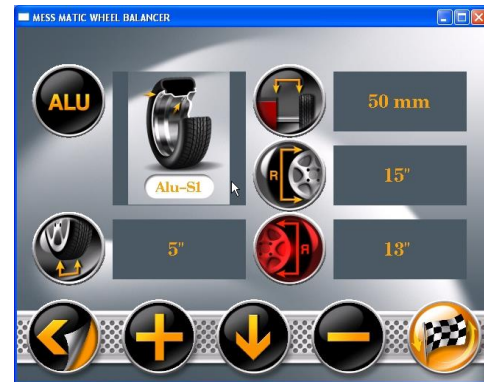 MESS MATIC WHEEL BALANCER
ALU
Alu-S1
50 mm
R
15"
5"
R
13"